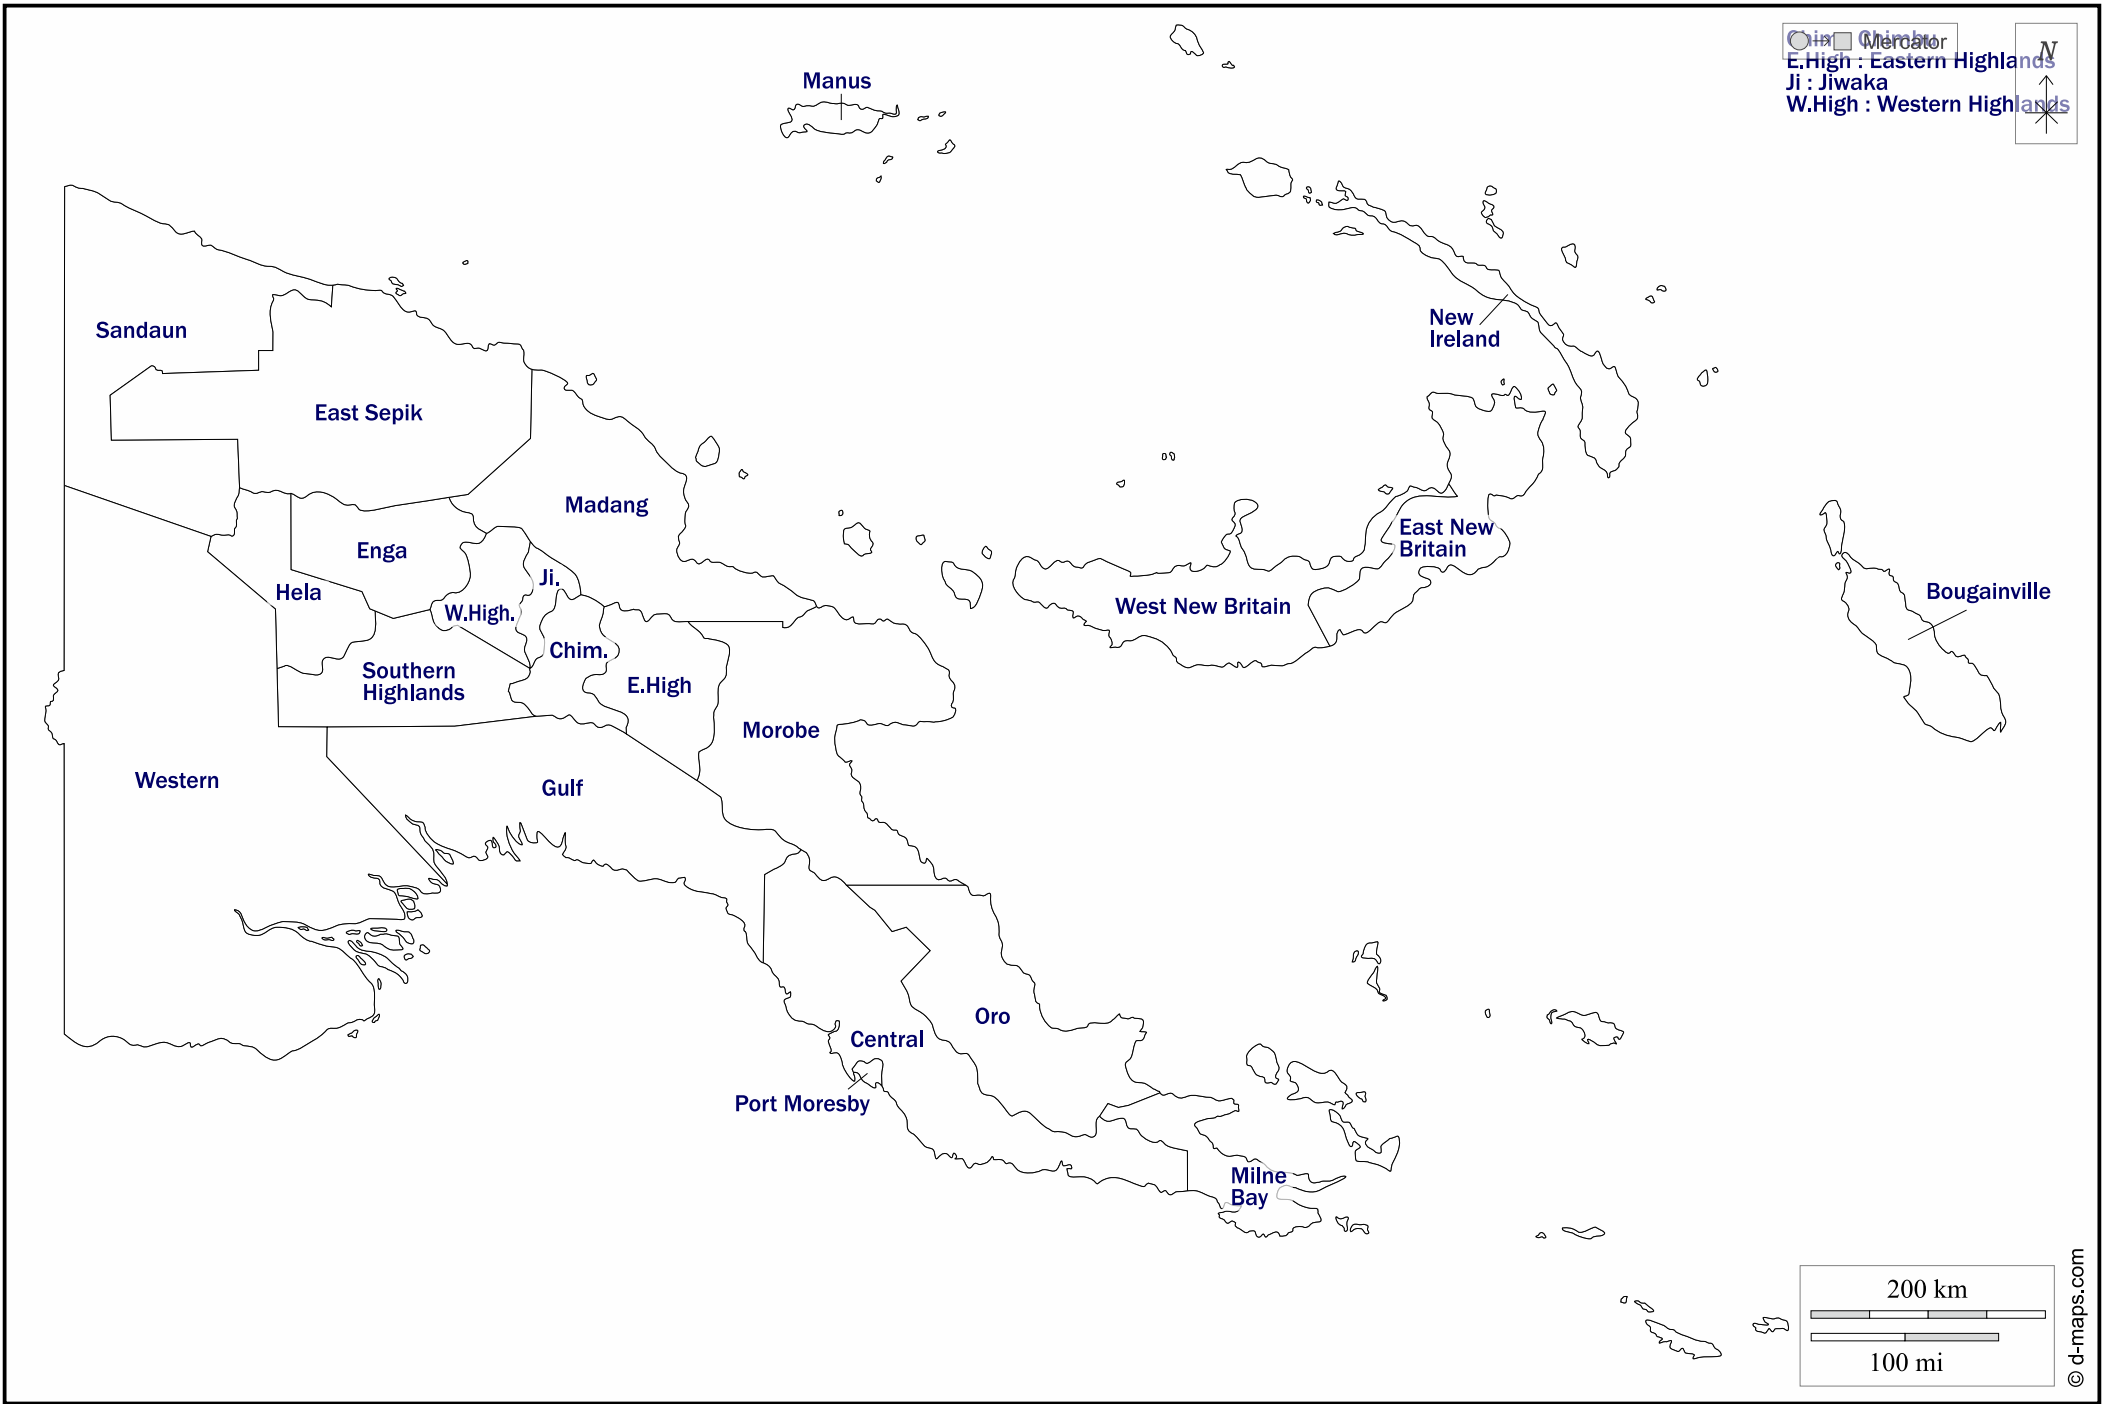 Manus
Chim : Chimbu
Mercator
N
E.High : Eastern Highlands
Ji : Jiwaka
W.High : Western Highlands
Sandaun
New
Ireland
East Sepik
Madang
East New
Britain
Enga
Ji.
Hela
W.High.
West New Britain
Bougainville
Chim.
Southern
Highlands
E.High
Morobe
Western
Gulf
Oro
Central
Port Moresby
Milne
Bay
200 km
100 mi
© d-maps.com